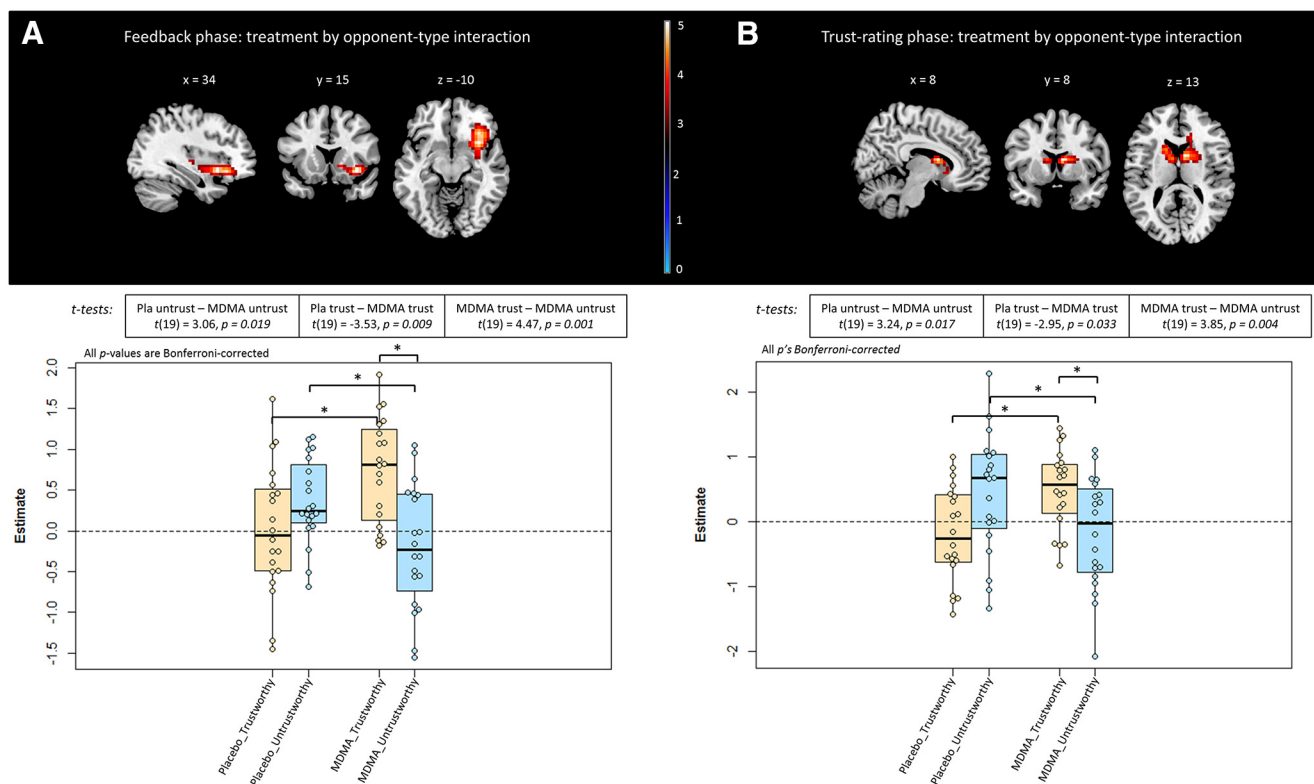 A
Feedback phase: treatment by opponent-type interaction
x = 34
y = 15
z = -10
5
4
3
2
1
0
B
Trust-rating phase: treatment by opponent-type interaction
x = 8
y = 8
z = 13
t-tests:
Pla untrust – MDMA untrust
t(19) = 3.06, p = 0.019
Pla trust – MDMA trust
t(19) = -3.53, p = 0.009
MDMA trust – MDMA untrust
t(19) = 4.47, p = 0.001
All p-values are Bonferroni-corrected
Estimate
2.0
1.5
1.0
0.5
0.0
-0.5
-1.0
-1.5
*
*
*
Placebo_Trustworthy
Placebo_Untrustworthy
MDMA_Trustworthy
MDMA_Untrustworthy
t-tests:
Pla untrust – MDMA untrust
t(19) = 3.24, p = 0.017
Pla trust – MDMA trust
t(19) = -2.95, p = 0.033
MDMA trust – MDMA untrust
t(19) = 3.85, p = 0.004
All p's Bonferroni-corrected
Estimate
2
1
0
-1
-2
*
*
*
Placebo_Trustworthy
Placebo_Untrustworthy
MDMA_Trustworthy
MDMA_Untrustworthy